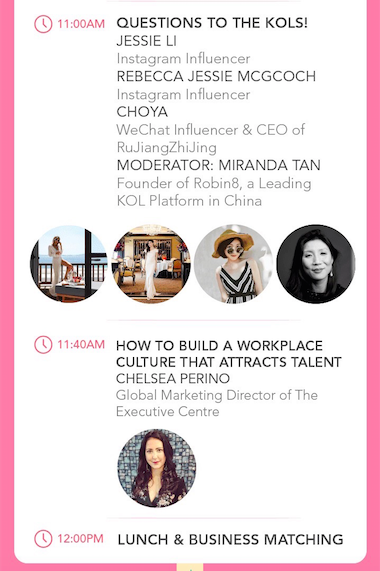 11:00AM QUESTIONS TO THE KOLS!
JESSIE LI
Instagram Influencer
REBECCA JESSIE MCGCOCH
Instagram Influencer
CHOYA
WeChat Influencer & CEO of
RuJiangZhiJing
MODERATOR: MIRANDA TAN
Founder of Robin8, a Leading
KOL Platform in China
11:40AM HOW TO BUILD A WORKPLACE
CULTURE THAT ATTRACTS TALENT
CHELSEA PERINO
Global Marketing Director of The
Executive Centre
12:00PM LUNCH & BUSINESS MATCHING